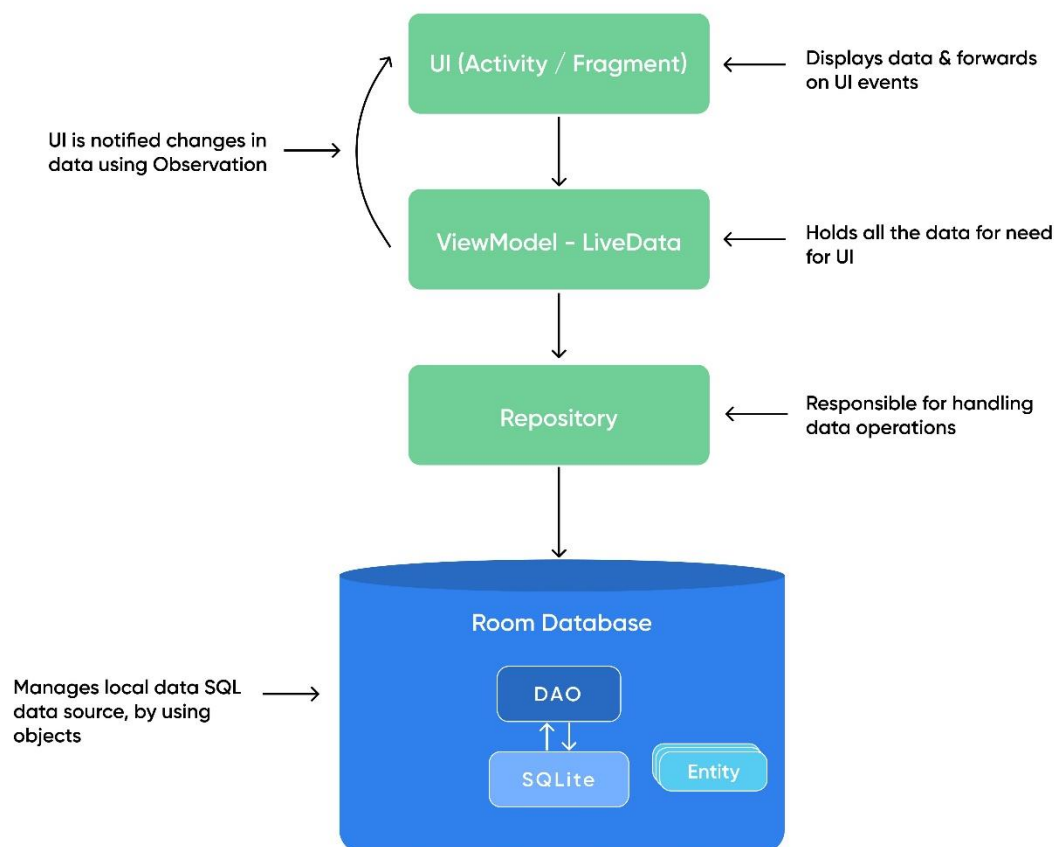 UI (Activity / Fragment)
Displays data & forwards
on UI events
UI is notified changes in
data using Observation
ViewModel - LiveData
Holds all the data for need
for UI
Repository
Responsible for handling
data operations
Room Database
Manages local data SQL
data source, by using
objects
DAO
SQLite
Entity